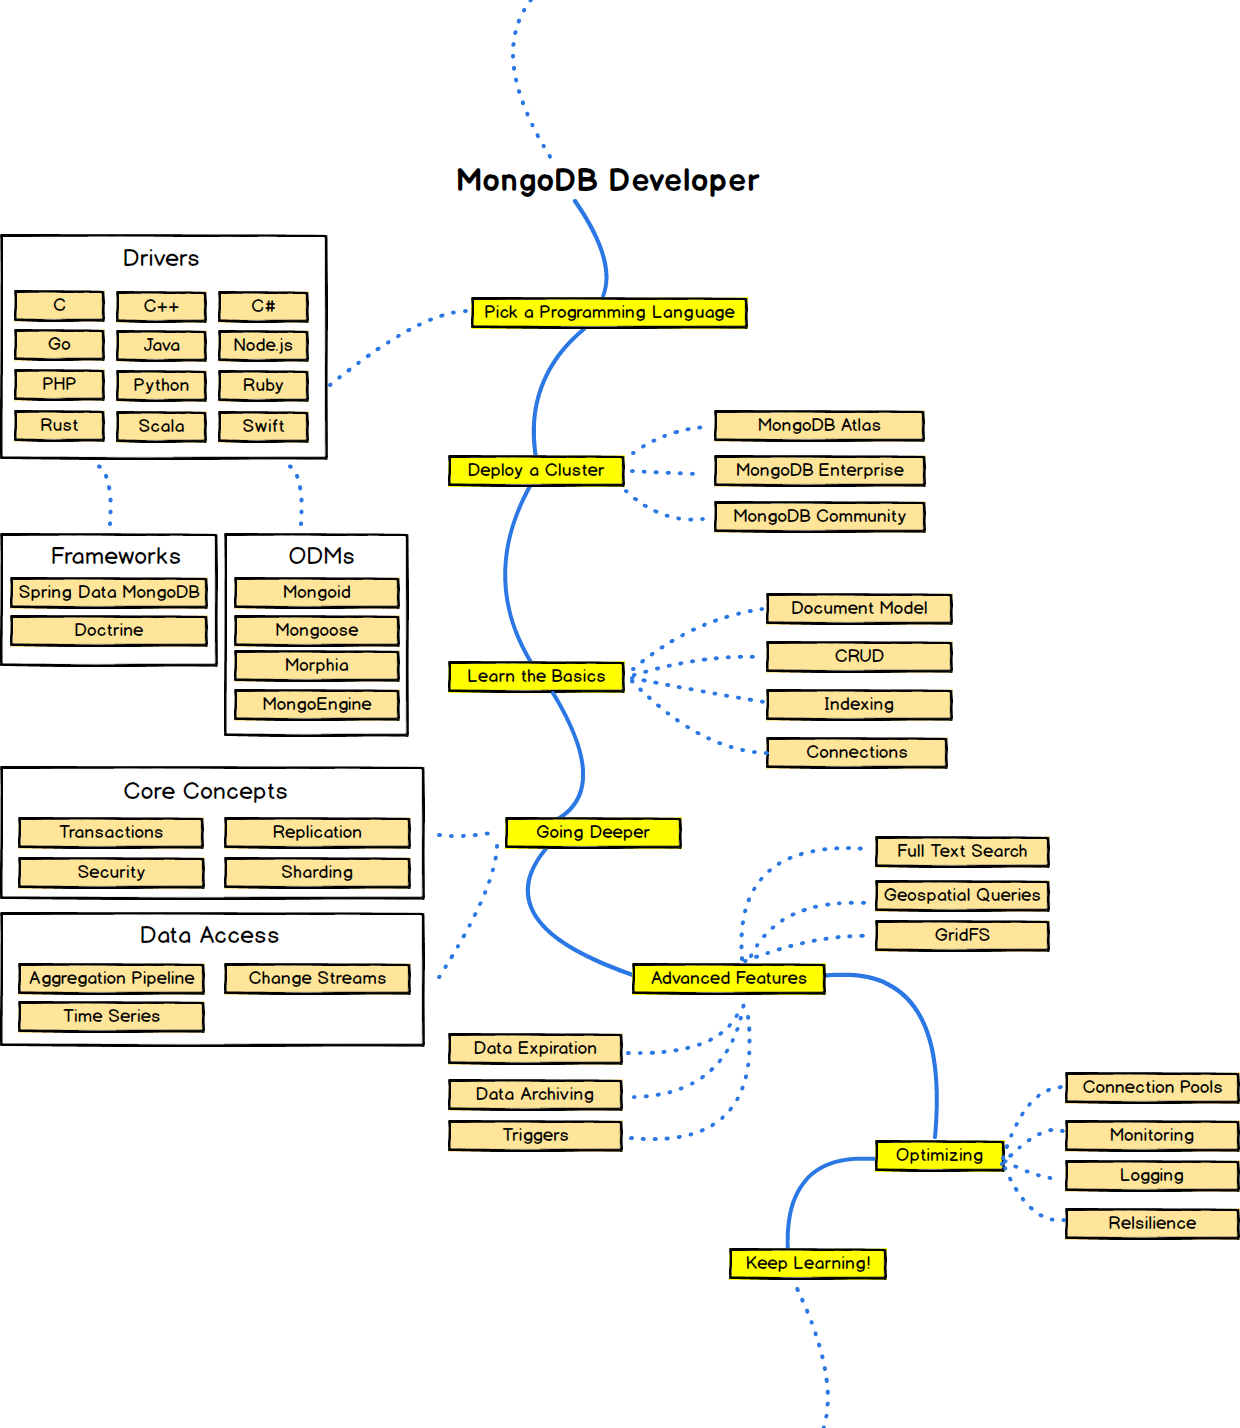 MongoDB Developer
Drivers
C
C++
C#
Go
Java
Node.js
PHP
Python
Ruby
Rust
Scala
Swift
Pick a Programming Language
Frameworks
Spring Data MongoDB
Doctrine
ODMs
Mongoid
Mongoose
Morphia
MongoEngine
Deploy a Cluster
MongoDB Atlas
MongoDB Enterprise
MongoDB Community
Learn the Basics
Document Model
CRUD
Indexing
Connections
Going Deeper
Core Concepts
Transactions
Replication
Security
Sharding
Data Access
Aggregation Pipeline
Change Streams
Time Series
Advanced Features
Full Text Search
Geospatial Queries
GridFS
Data Expiration
Data Archiving
Triggers
Optimizing
Connection Pools
Monitoring
Logging
Relsilience
Keep Learning!